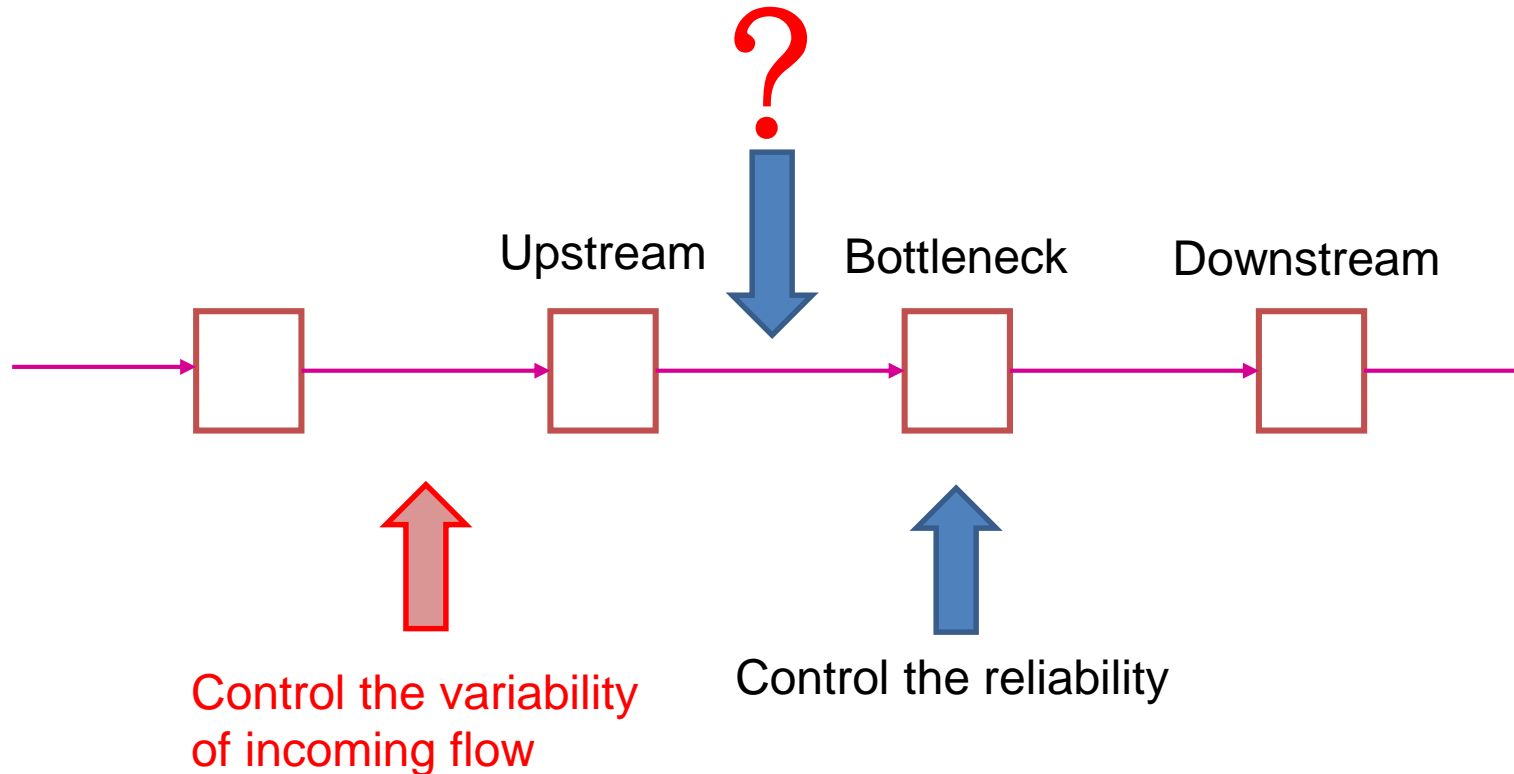 ?
Upstream
Bottleneck
Downstream
Control the variability
of incoming flow
Control the reliability